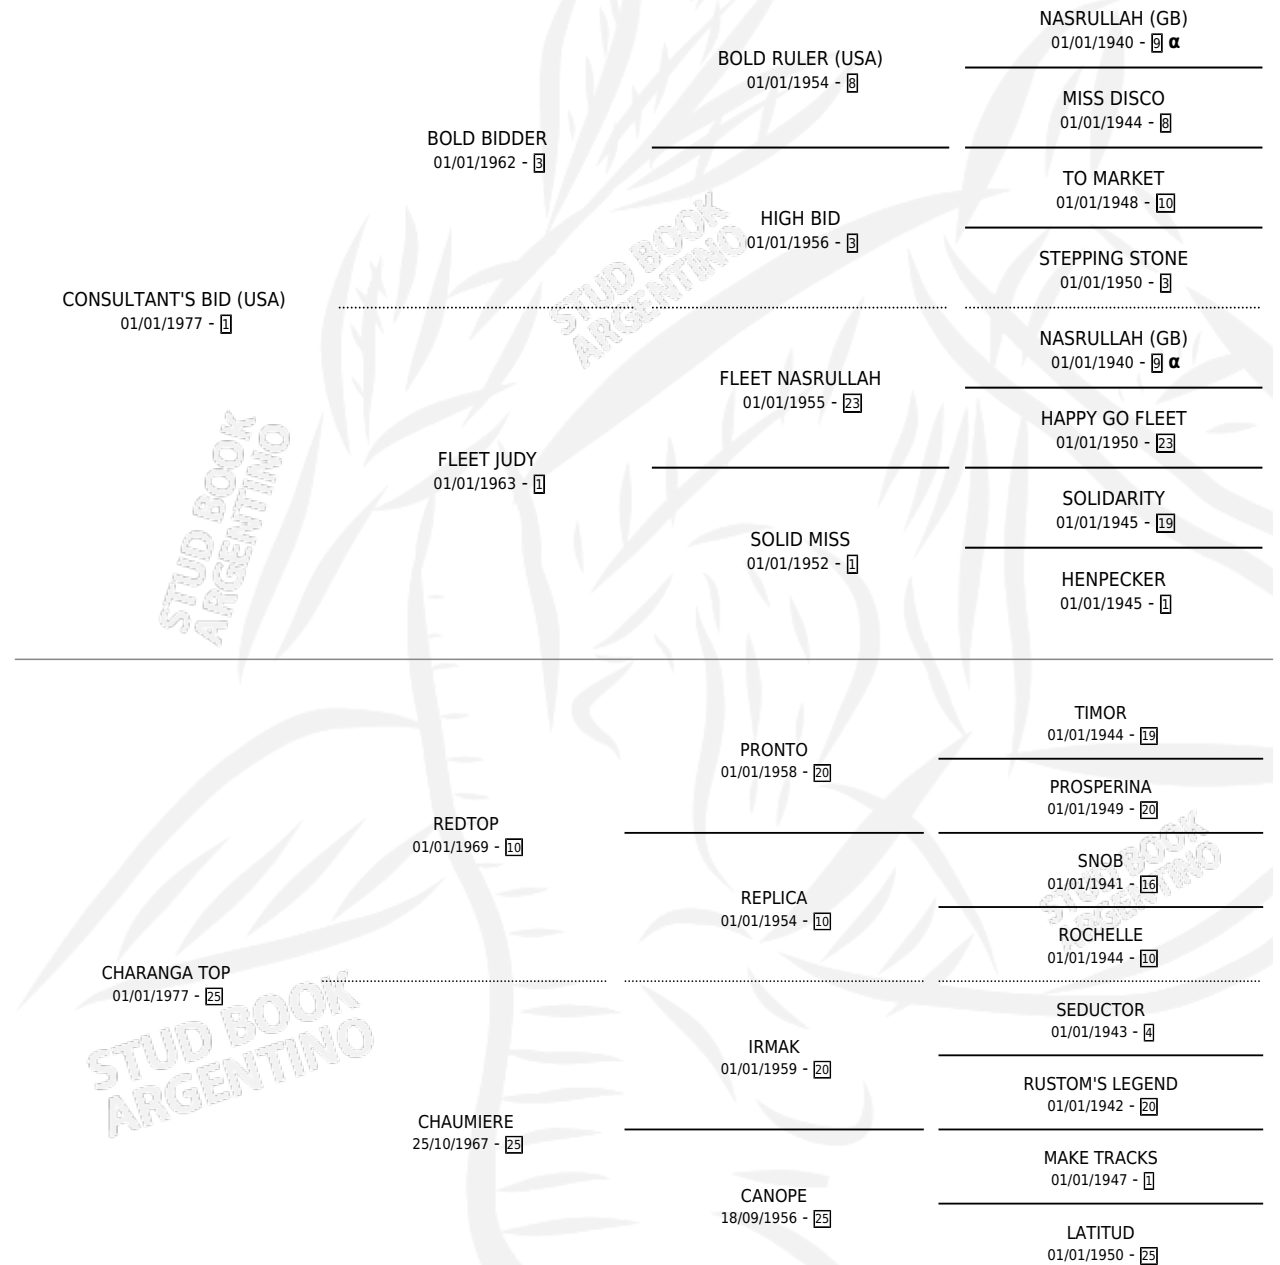 NASRULLAH (GB)
01/01/1940 - 9 α
BOLD RULER (USA)
01/01/1954 - 8
MISS DISCO
01/01/1944 - 8
BOLD BIDDER
01/01/1962 - 3
TO MARKET
01/01/1948 - 10
HIGH BID
01/01/1956 - 3
STEPPING STONE
01/01/1950 - 3
STUD BOOK
ARGENTINO
CONSULTANT'S BID (USA)
01/01/1977 - 1
NASRULLAH (GB)
01/01/1940 - 9 α
FLEET NASRULLAH
01/01/1955 - 23
HAPPY GO FLEET
01/01/1950 - 23
FLEET JUDY
01/01/1963 - 1
SOLIDARITY
01/01/1945 - 19
SOLID MISS
01/01/1952 - 1
HENPECKER
01/01/1945 - 1
STUD BOOK
ARGENTINO
TIMOR
01/01/1944 - 19
PRONTO
01/01/1958 - 20
PROSPERINA
01/01/1949 - 20
REDTOP
01/01/1969 - 10
SNOB
01/01/1941 - 16
REPLICA
01/01/1954 - 10
ROCHELLE
01/01/1944 - 10
STUD BOOK
ARGENTINO
CHARANGA TOP
01/01/1977 - 25
SEDUCTOR
01/01/1943 - 4
IRMAK
01/01/1959 - 20
RUSTOM'S LEGEND
01/01/1942 - 20
CHAUMIERE
25/10/1967 - 25
MAKE TRACKS
01/01/1947 - 1
CANOPE
18/09/1956 - 25
LATITUD
01/01/1950 - 25
STUD BOOK
ARGENTINO